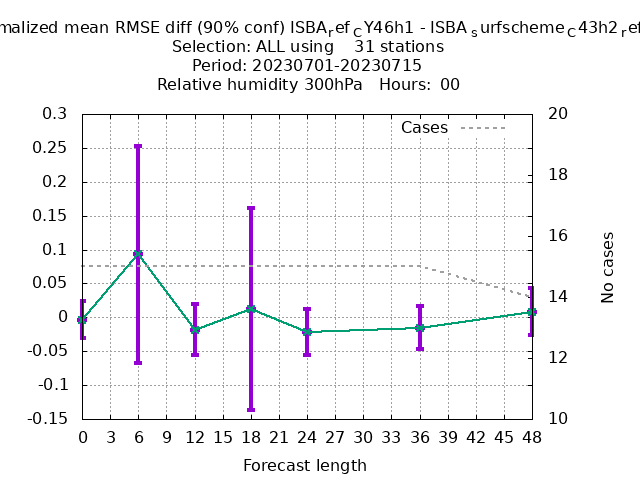 malized mean RMSE diff (90% conf) ISBA_ref_CY46h1 - ISBA_surfscheme_C43h2_ref
Selection: ALL using 31 stations
Period: 20230701-20230715
Relative humidity 300hPa Hours: 00
0.3
0.25
0.2
0.15
0.1
0.05
0
-0.05
-0.1
-0.15
Cases
20
18
16
14
12
10
No cases
0 3 6 9 12 15 18 21 24 27 30 33 36 39 42 45 48
Forecast length